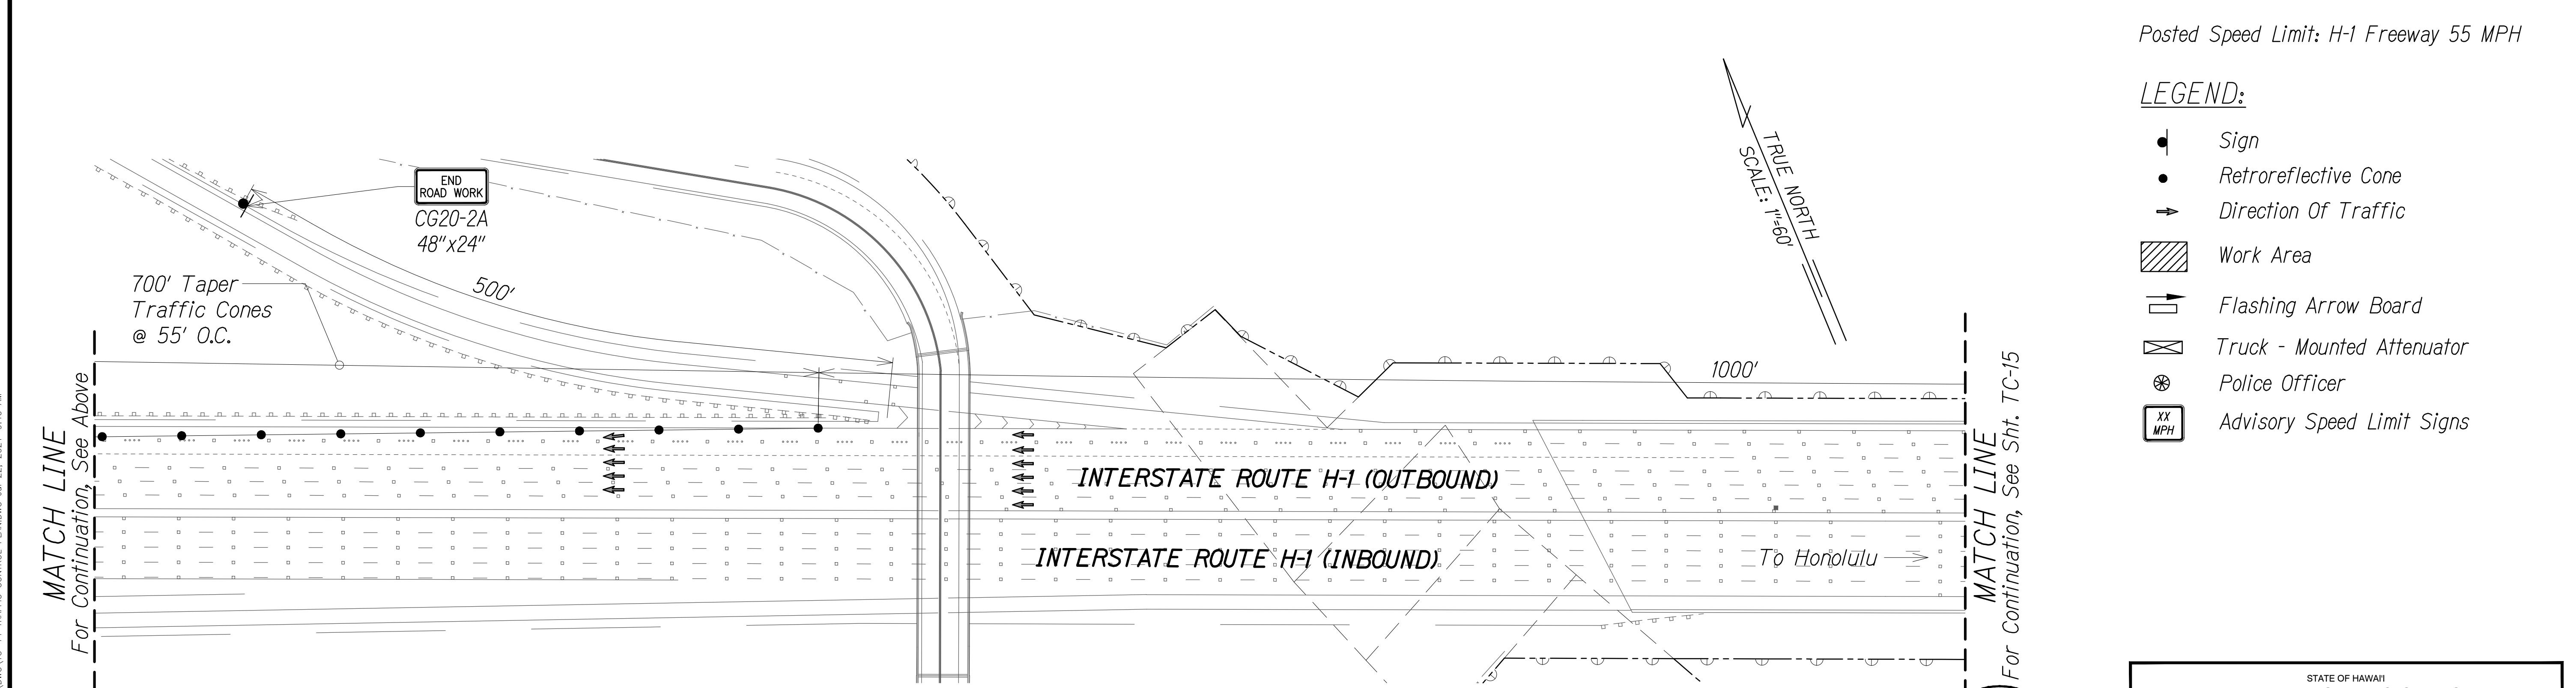 Posted Speed Limit: H-1 Freeway 55 MPH
LEGEND:
Sign
Retroreflective Cone
Direction Of Traffic
Work Area
Flashing Arrow Board
Truck - Mounted Attenuator
Police Officer
XX
MPH
Advisory Speed Limit Signs
TRUE NORTH
SCALE: 1"=60'
END
ROAD WORK
CG20-2A
48"x24"
500'
700' Taper
Traffic Cones
@ 55' O.C.
1000'
MATCH LINE
For Continuation, See Above
INTERSTATE ROUTE H-1 (OUTBOUND)
INTERSTATE ROUTE H-1 (INBOUND)
To Honolulu
MATCH LINE
For Continuation, See Sht. TC-15
STATE OF HAWAI'I